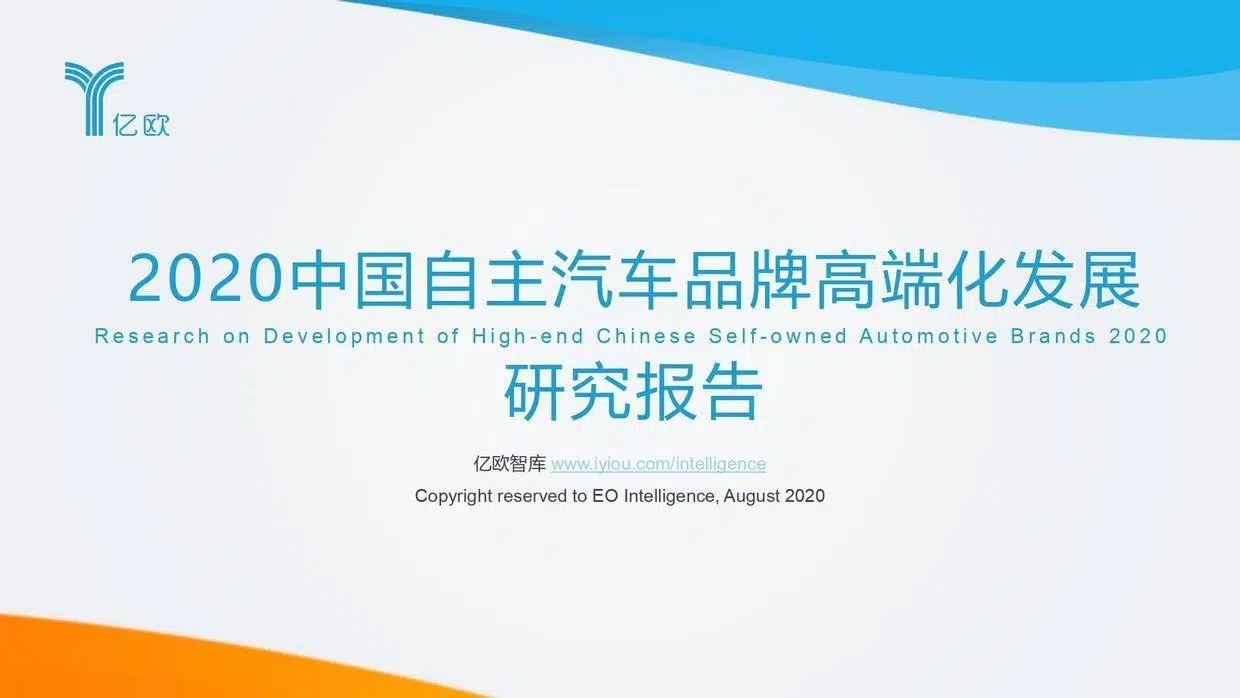 亿欧
2020中国自主汽车品牌高端化发展
Research on Development of High-end Chinese Self-owned Automotive Brands 2020
研究报告
亿欧智库 www.iyiou.com/intelligence
Copyright reserved to EO Intelligence, August 2020